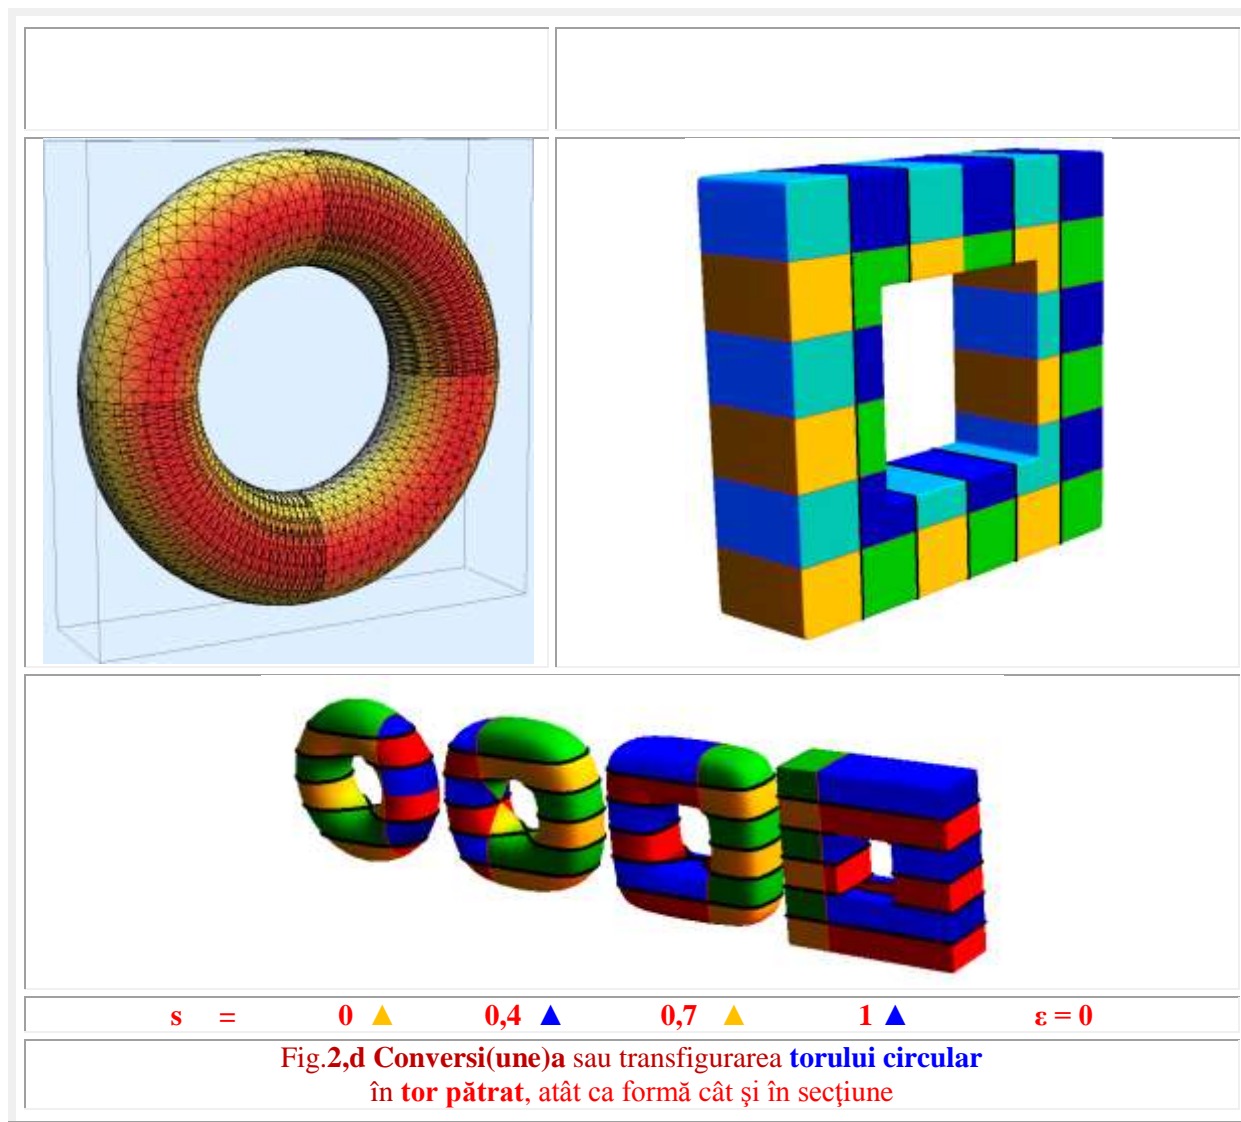 s = 0 ▲ 0,4 ▲ 0,7 ▲ 1 ▲ ε = 0
Fig.2,d Conversi(une)a sau transfigurarea torului circular
în tor pătrat, atât ca formă cât şi în secţiune